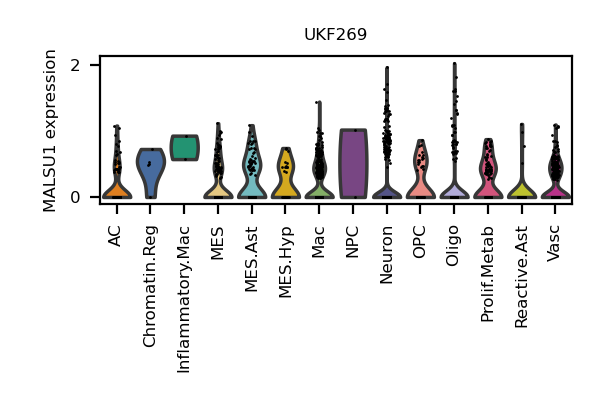 UKF269
MALSU1 expression
2
0
AC
Chromatin.Reg
Inflammatory.Mac
MES
MES.Ast
MES.Hyp
Mac
NPC
Neuron
OPC
Oligo
Prolif.Metab
Reactive.Ast
Vasc